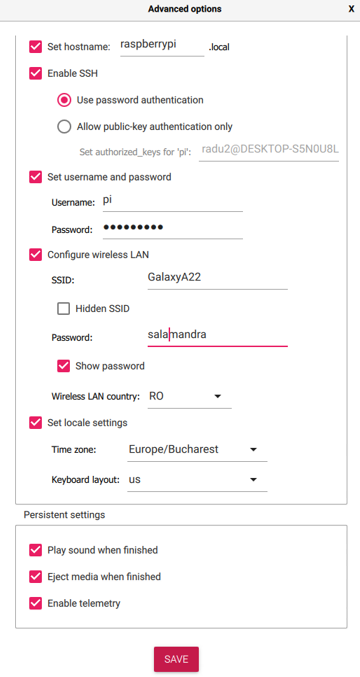 Advanced options X
Set hostname: raspberrypi .local
Enable SSH
Use password authentication
Allow public-key authentication only
Set authorized_keys for 'pi': radu2@DESKTOP-S5N0U8L
Set username and password
Username: pi
Password: ●●●●●●●●●
Configure wireless LAN
SSID: GalaxyA22
Hidden SSID
Password: salamandra
Show password
Wireless LAN country: RO
Set locale settings
Time zone: Europe/Bucharest
Keyboard layout: us
Persistent settings
Play sound when finished
Eject media when finished
Enable telemetry
SAVE